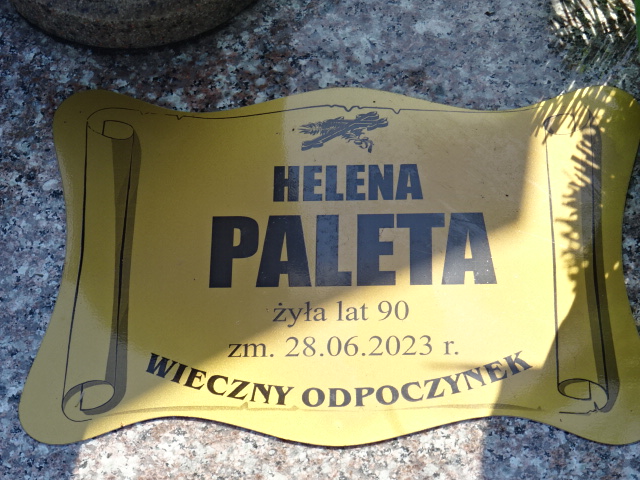 HELENA
PALETA
żyła lat 90
zm. 28.06.2023 r.
WIECZNY ODPOCZYNEK